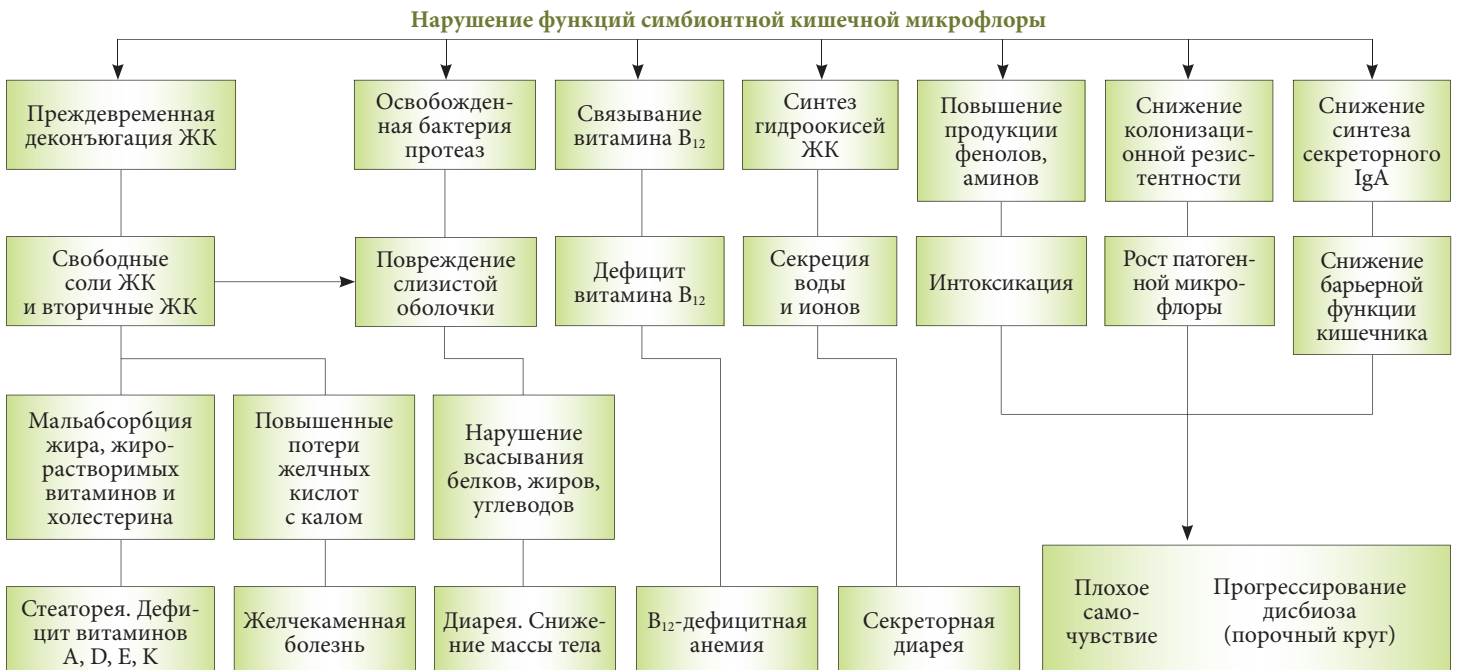 Нарушение функций симбионтной кишечной микрофлоры
Преждевременная
деконъюгация ЖК
Освобожден-
ная бактерия
протеаз
Связывание
витамина B₁₂
Синтез
гидроокисей
ЖК
Повышение
продукции
фенолов,
аминов
Снижение
колонизаци-
онной резис-
тентности
Снижение
синтеза
секреторного
IgA
Свободные
соли ЖК
и вторичные ЖК
Повреждение
слизистой
оболочки
Дефицит
витамина B₁₂
Секреция
воды
и ионов
Интоксикация
Рост патоген-
ной микро-
флоры
Снижение
барьерной
функции
кишечника
Мальабсорбция
жира, жиро-
растворимых
витаминов и
холестерина
Повышенные
потери
желчных
кислот
с калом
Нарушение
всасывания
белков, жиров,
углеводов
Стеаторея. Дефи-
цит витаминов
A, D, E, K
Желчекаменная
болезнь
Диарея. Сниже-
ние массы тела
B₁₂-дефицитная
анемия
Секреторная
диарея
Плохое
само-
чувствие
Прогрессирование
дисбиоза
(порочный круг)